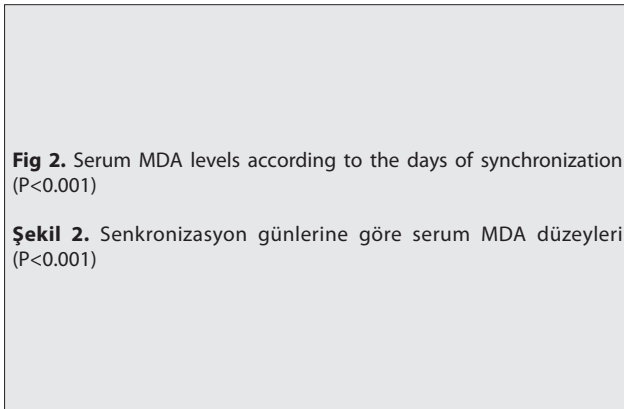 Fig 2. Serum MDA levels according to the days of synchronization
(P<0.001)
Şekil 2. Senkronizasyon günlerine göre serum MDA düzeyleri
(P<0.001)